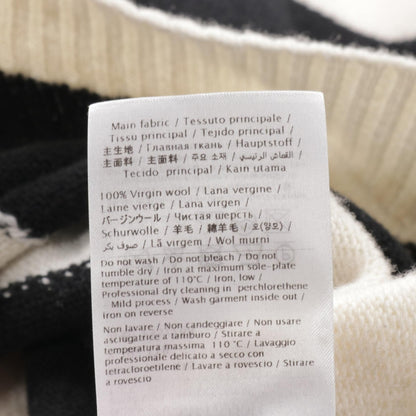 Main fabric / Tessuto principale /
Tissu principal / Tejido principal /
主生地 / Главная ткань / Hauptstoff /
主面料 / 主面料 / 주요 소재 / القماش الرئيسي /
Tecido principal / Kain utama
100% Virgin wool / Lana vergine /
Laine vierge / Lana virgen /
バージンウール / Чистая шерсть /
Schurwolle / 羊毛 / 綿羊毛 / 울(양모)
/ صوف بكر / Lã virgem / Wol murni
Do not wash / Do not bleach / Do not
tumble dry / Iron at maximum sole-plate
temperature of 110°C / Iron, low /
Professional dry cleaning in perchlorethene
Mild process / Wash garment inside out /
iron on reverse
Non lavare / Non candeggiare / Non usare
asciugatrice a tamburo / Stirare a
temperatura massima 110 °C / Lavaggio
professionale delicato a secco con
tetracloroetilene / Lavare a rovescio / Stirare
a rovescio